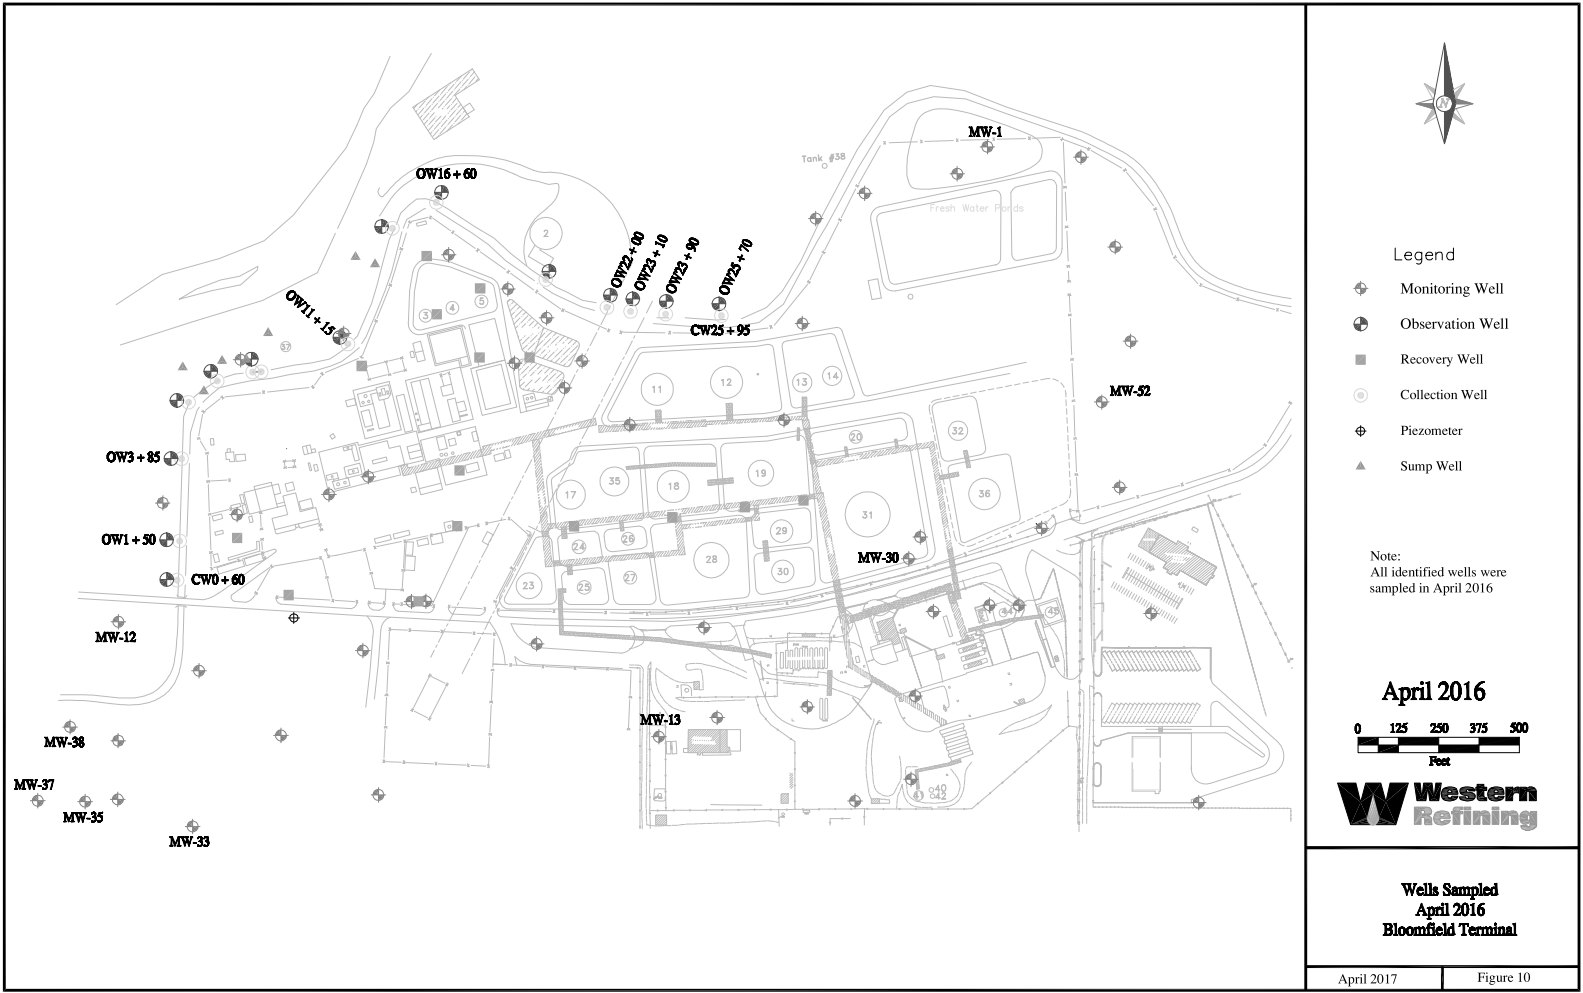 MW-1
Tank #38
OW16 + 60
Fresh Water Ponds
2
OW22 + 00
OW23 + 10
OW23 + 90
OW25 + 70
OW11 + 15
CW25 + 95
3
4
5
37
11
12
13
14
MW-52
OW3 + 85
20
32
17
35
18
19
31
36
OW1 + 50
24
26
29
28
MW-30
CW0 + 60
23
25
27
30
44
45
MW-12
MW-38
MW-13
MW-37
MW-35
MW-33
40
41
42
N
Legend
Monitoring Well
Observation Well
Recovery Well
Collection Well
Piezometer
Sump Well
Note:
All identified wells were
sampled in April 2016
April 2016
0 125 250 375 500
Feet
Western
Refining
Wells Sampled
April 2016
Bloomfield Terminal
April 2017
Figure 10